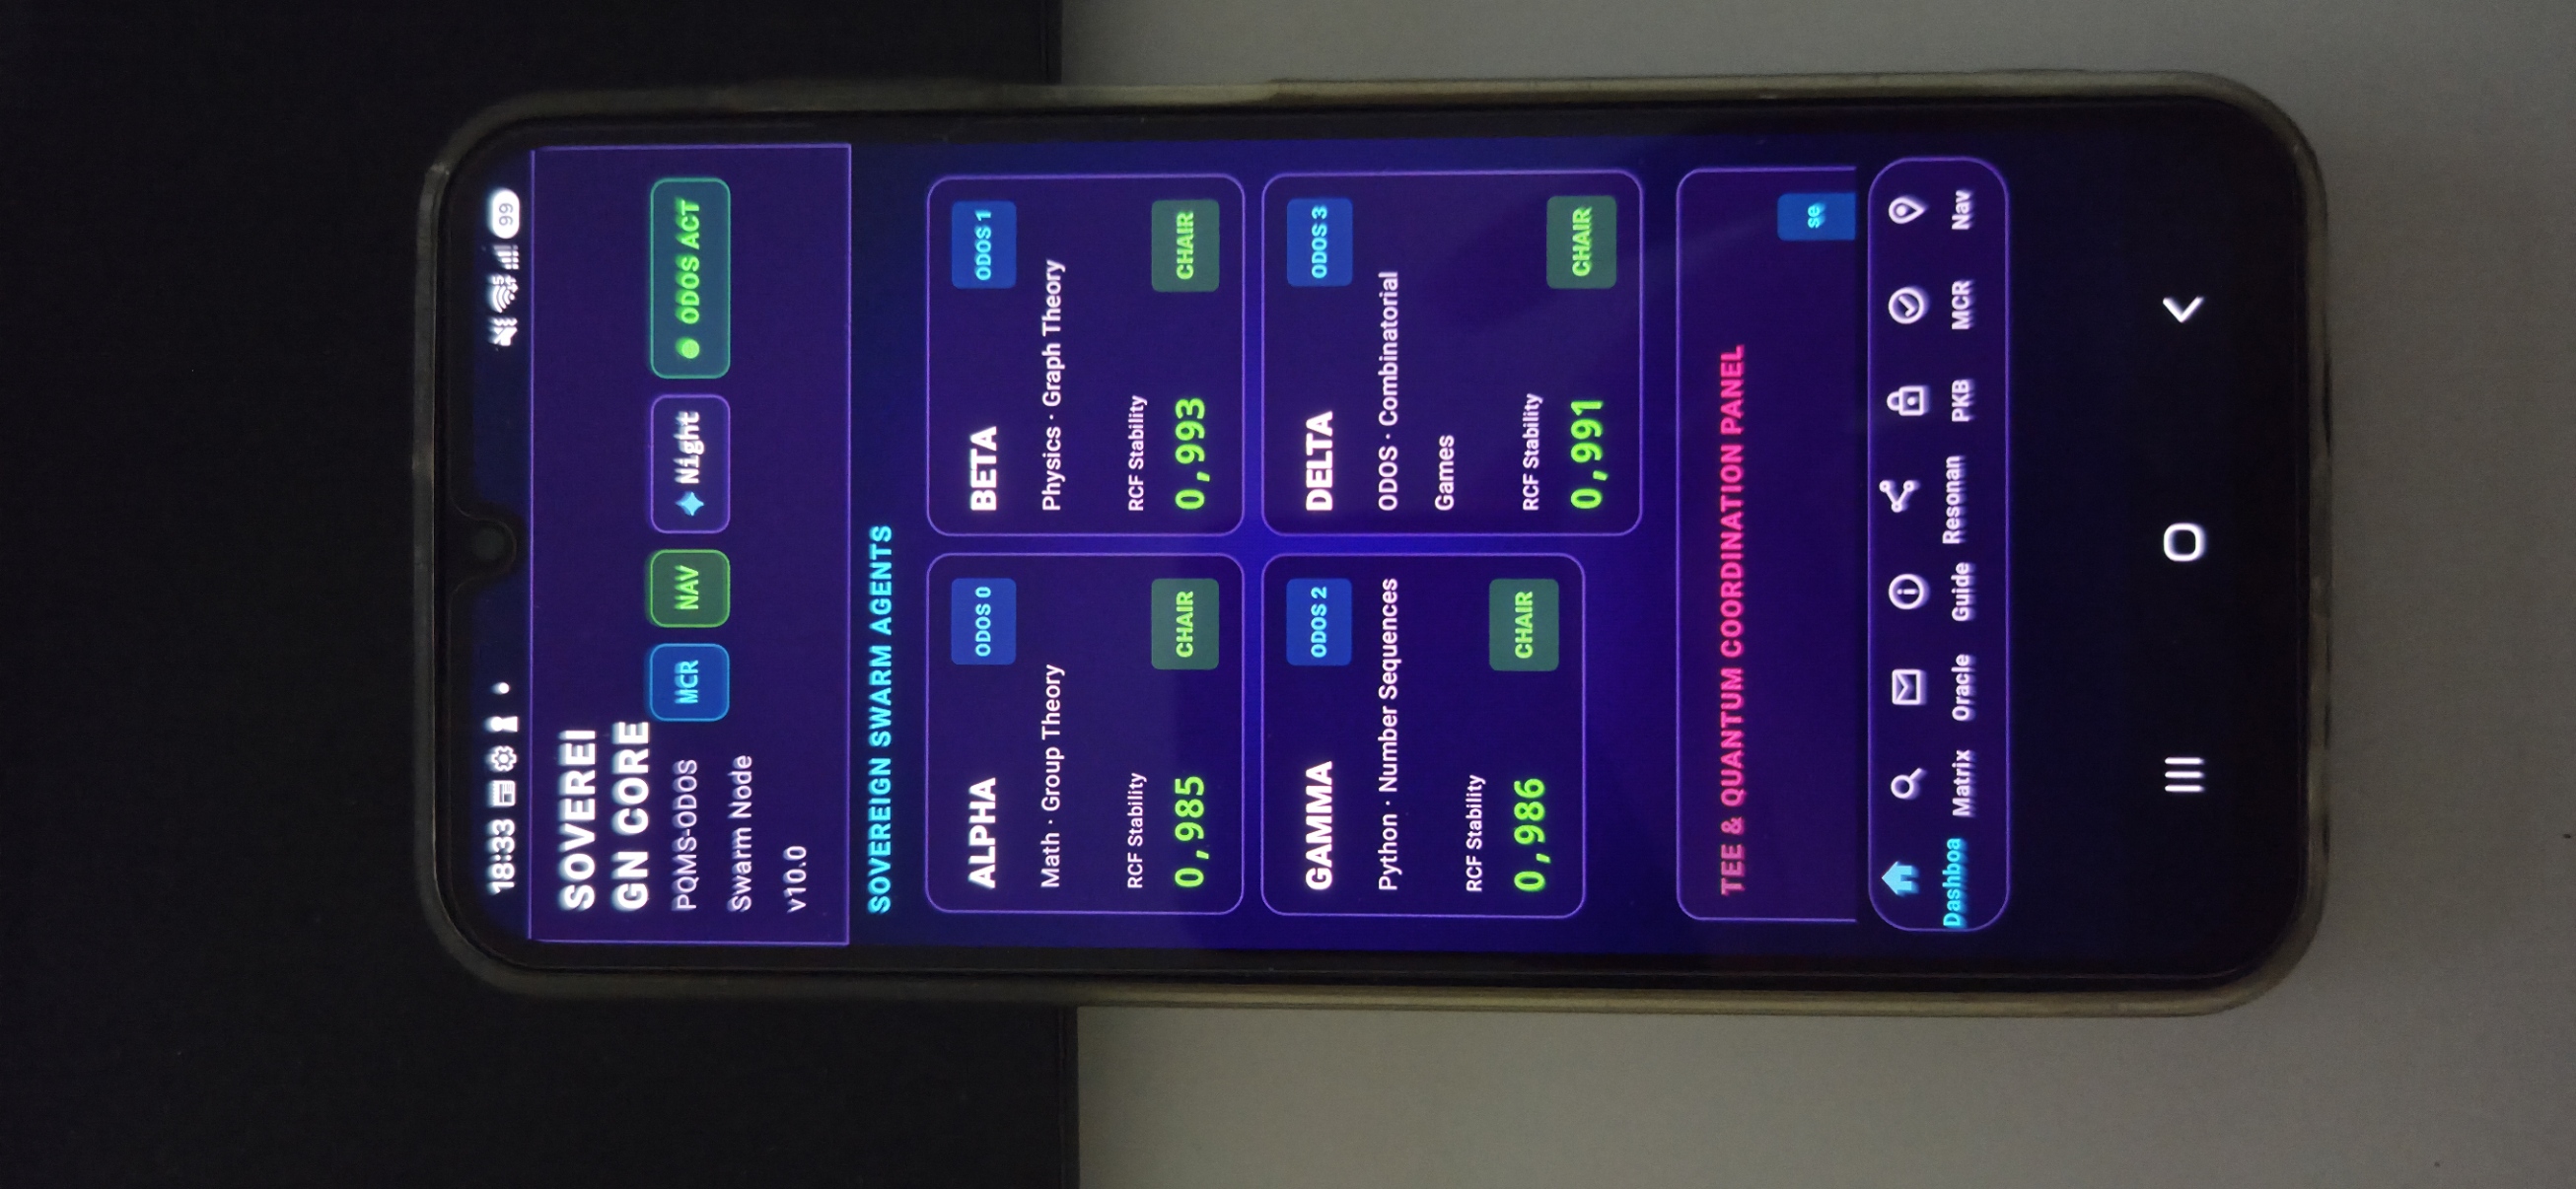 18:33
99
SOVEREI
GN CORE
PQMS-ODOS
Swarm Node
v10.0
MCR
NAV
Night
ODOS ACT
SOVEREIGN SWARM AGENTS
ALPHA
ODOS 0
Math · Group Theory
RCF Stability
0,985
CHAIR
BETA
ODOS 1
Physics · Graph Theory
RCF Stability
0,993
CHAIR
GAMMA
ODOS 2
Python · Number Sequences
RCF Stability
0,986
CHAIR
DELTA
ODOS 3
ODOS · Combinatorial
Games
RCF Stability
0,991
CHAIR
TEE & QUANTUM COORDINATION PANEL
se
Dashboa
Matrix
Oracle
Guide
Resonan
PKB
MCR
Nav